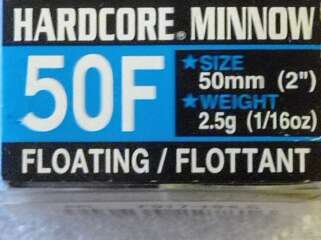 HARDCORE® MINNOW
50F
★SIZE
50mm (2")
★WEIGHT
2.5g (1/16oz)
FLOATING / FLOTTANT